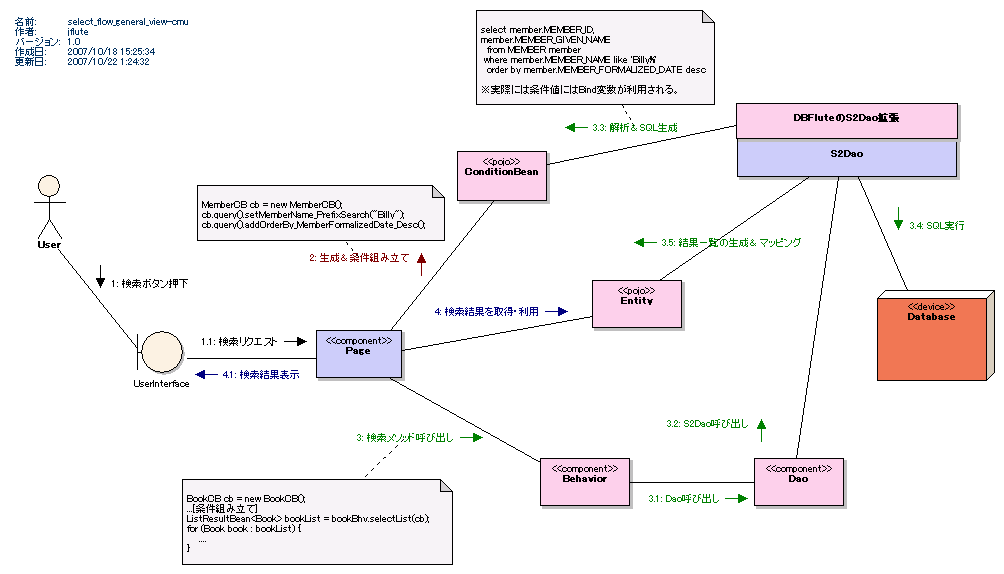 名前: select_flow_general_view-cmu
作者: jflute
バージョン: 1.0
作成日: 2007/10/18 15:25:34
更新日: 2007/10/22 1:24:32
select member.MEMBER_ID,
member.MEMBER_GIVEN_NAME
from MEMBER member
where member.MEMBER_NAME like 'Billy%'
order by member.MEMBER_FORMALIZED_DATE desc
※実際には条件値にはBind変数が利用される。
3.3: 解析＆SQL生成
DBFluteのS2Dao拡張
S2Dao
<<pojo>>
ConditionBean
MemberCB cb = new MemberCB();
cb.query().setMemberName_PrefixSearch("Billy");
cb.query().addOrderBy_MemberFormalizedDate_Desc();
User
2: 生成＆条件組み立て
3.5: 結果一覧の生成＆マッピング
3.4: SQL実行
1: 検索ボタン押下
<<pojo>>
Entity
<<device>>
Database
4: 検索結果を取得・利用
1.1: 検索リクエスト
<<component>>
Page
UserInterface
4.1: 検索結果表示
3: 検索メソッド呼び出し
3.2: S2Dao呼び出し
<<component>>
Behavior
<<component>>
Dao
3.1: Dao呼び出し
BookCB cb = new BookCB();
...[条件組み立て]
ListResultBean<Book> bookList = bookBhv.selectList(cb);
for (Book book : bookList) {
....
}